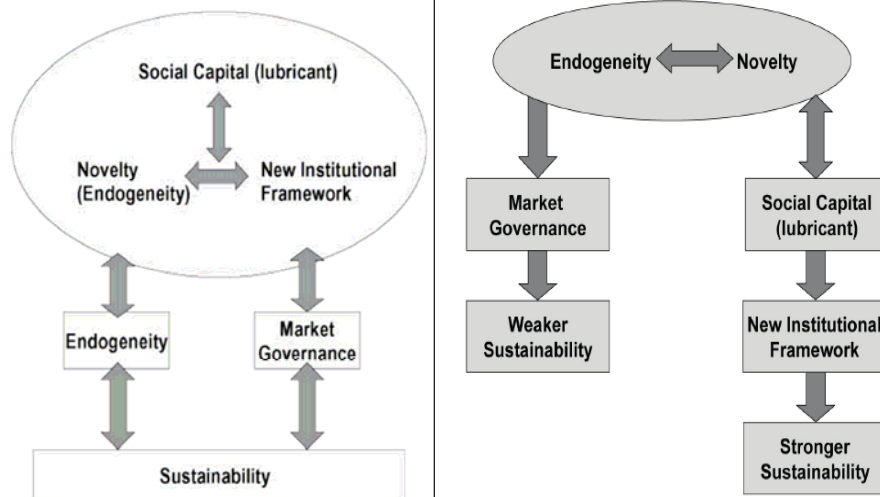 Social Capital (lubricant)
Novelty
(Endogeneity)
New Institutional
Framework
Endogeneity
Market
Governance
Sustainability
Endogeneity
Novelty
Market
Governance
Social Capital
(lubricant)
Weaker
Sustainability
New Institutional
Framework
Stronger
Sustainability